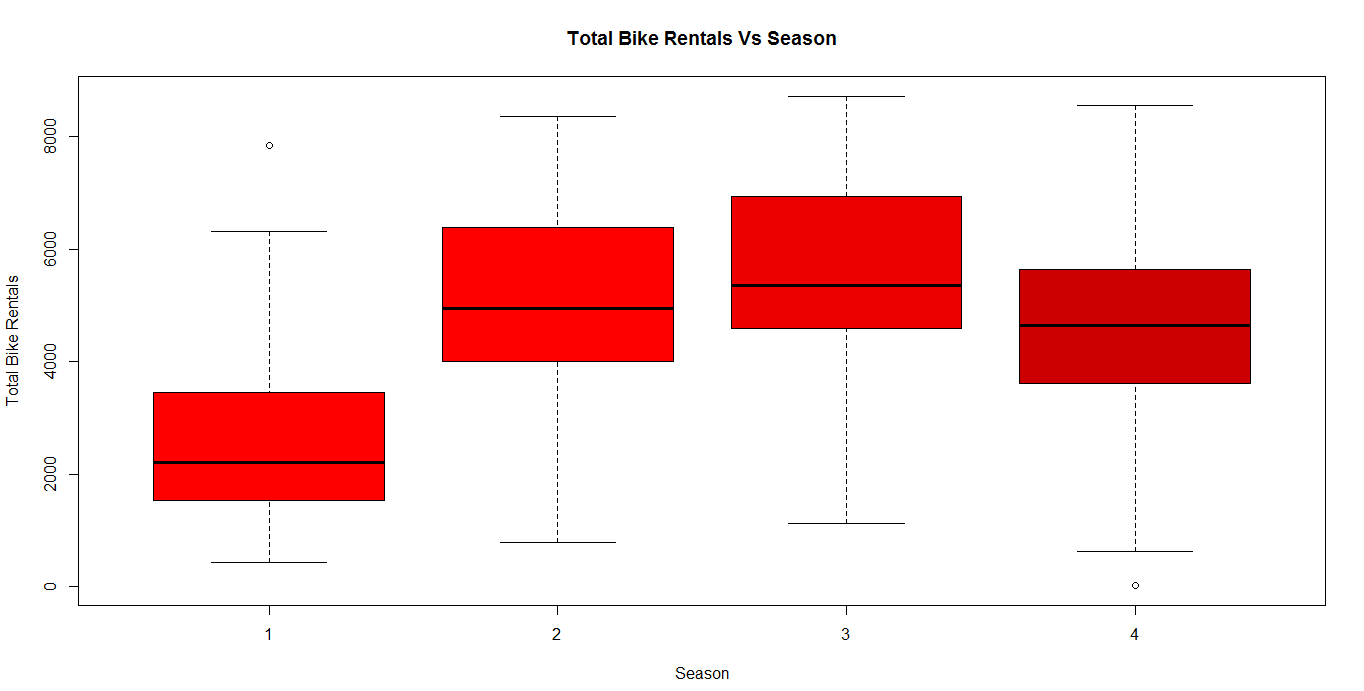 Total Bike Rentals Vs Season
Total Bike Rentals
8000
6000
4000
2000
0
1 2 3 4
Season